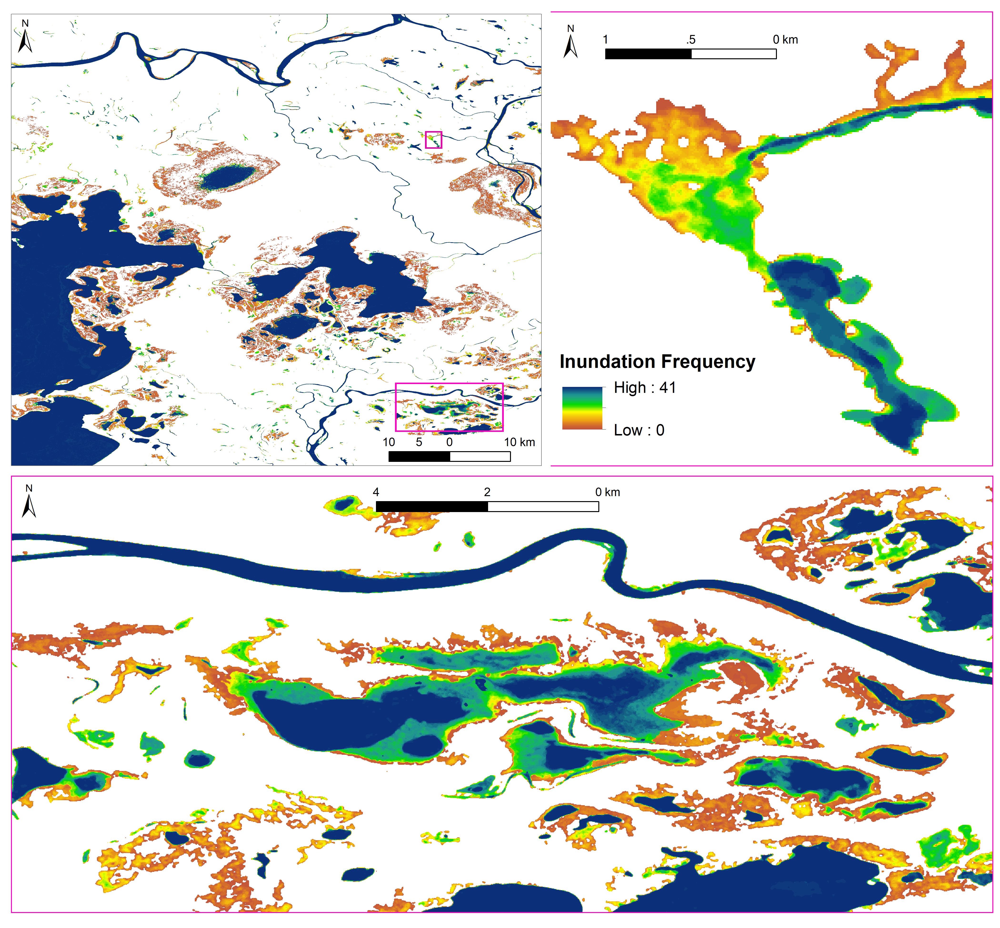 N
10 5 0 10 km
N
1 .5 0 km
Inundation Frequency
High : 41
Low : 0
N
4 2 0 km